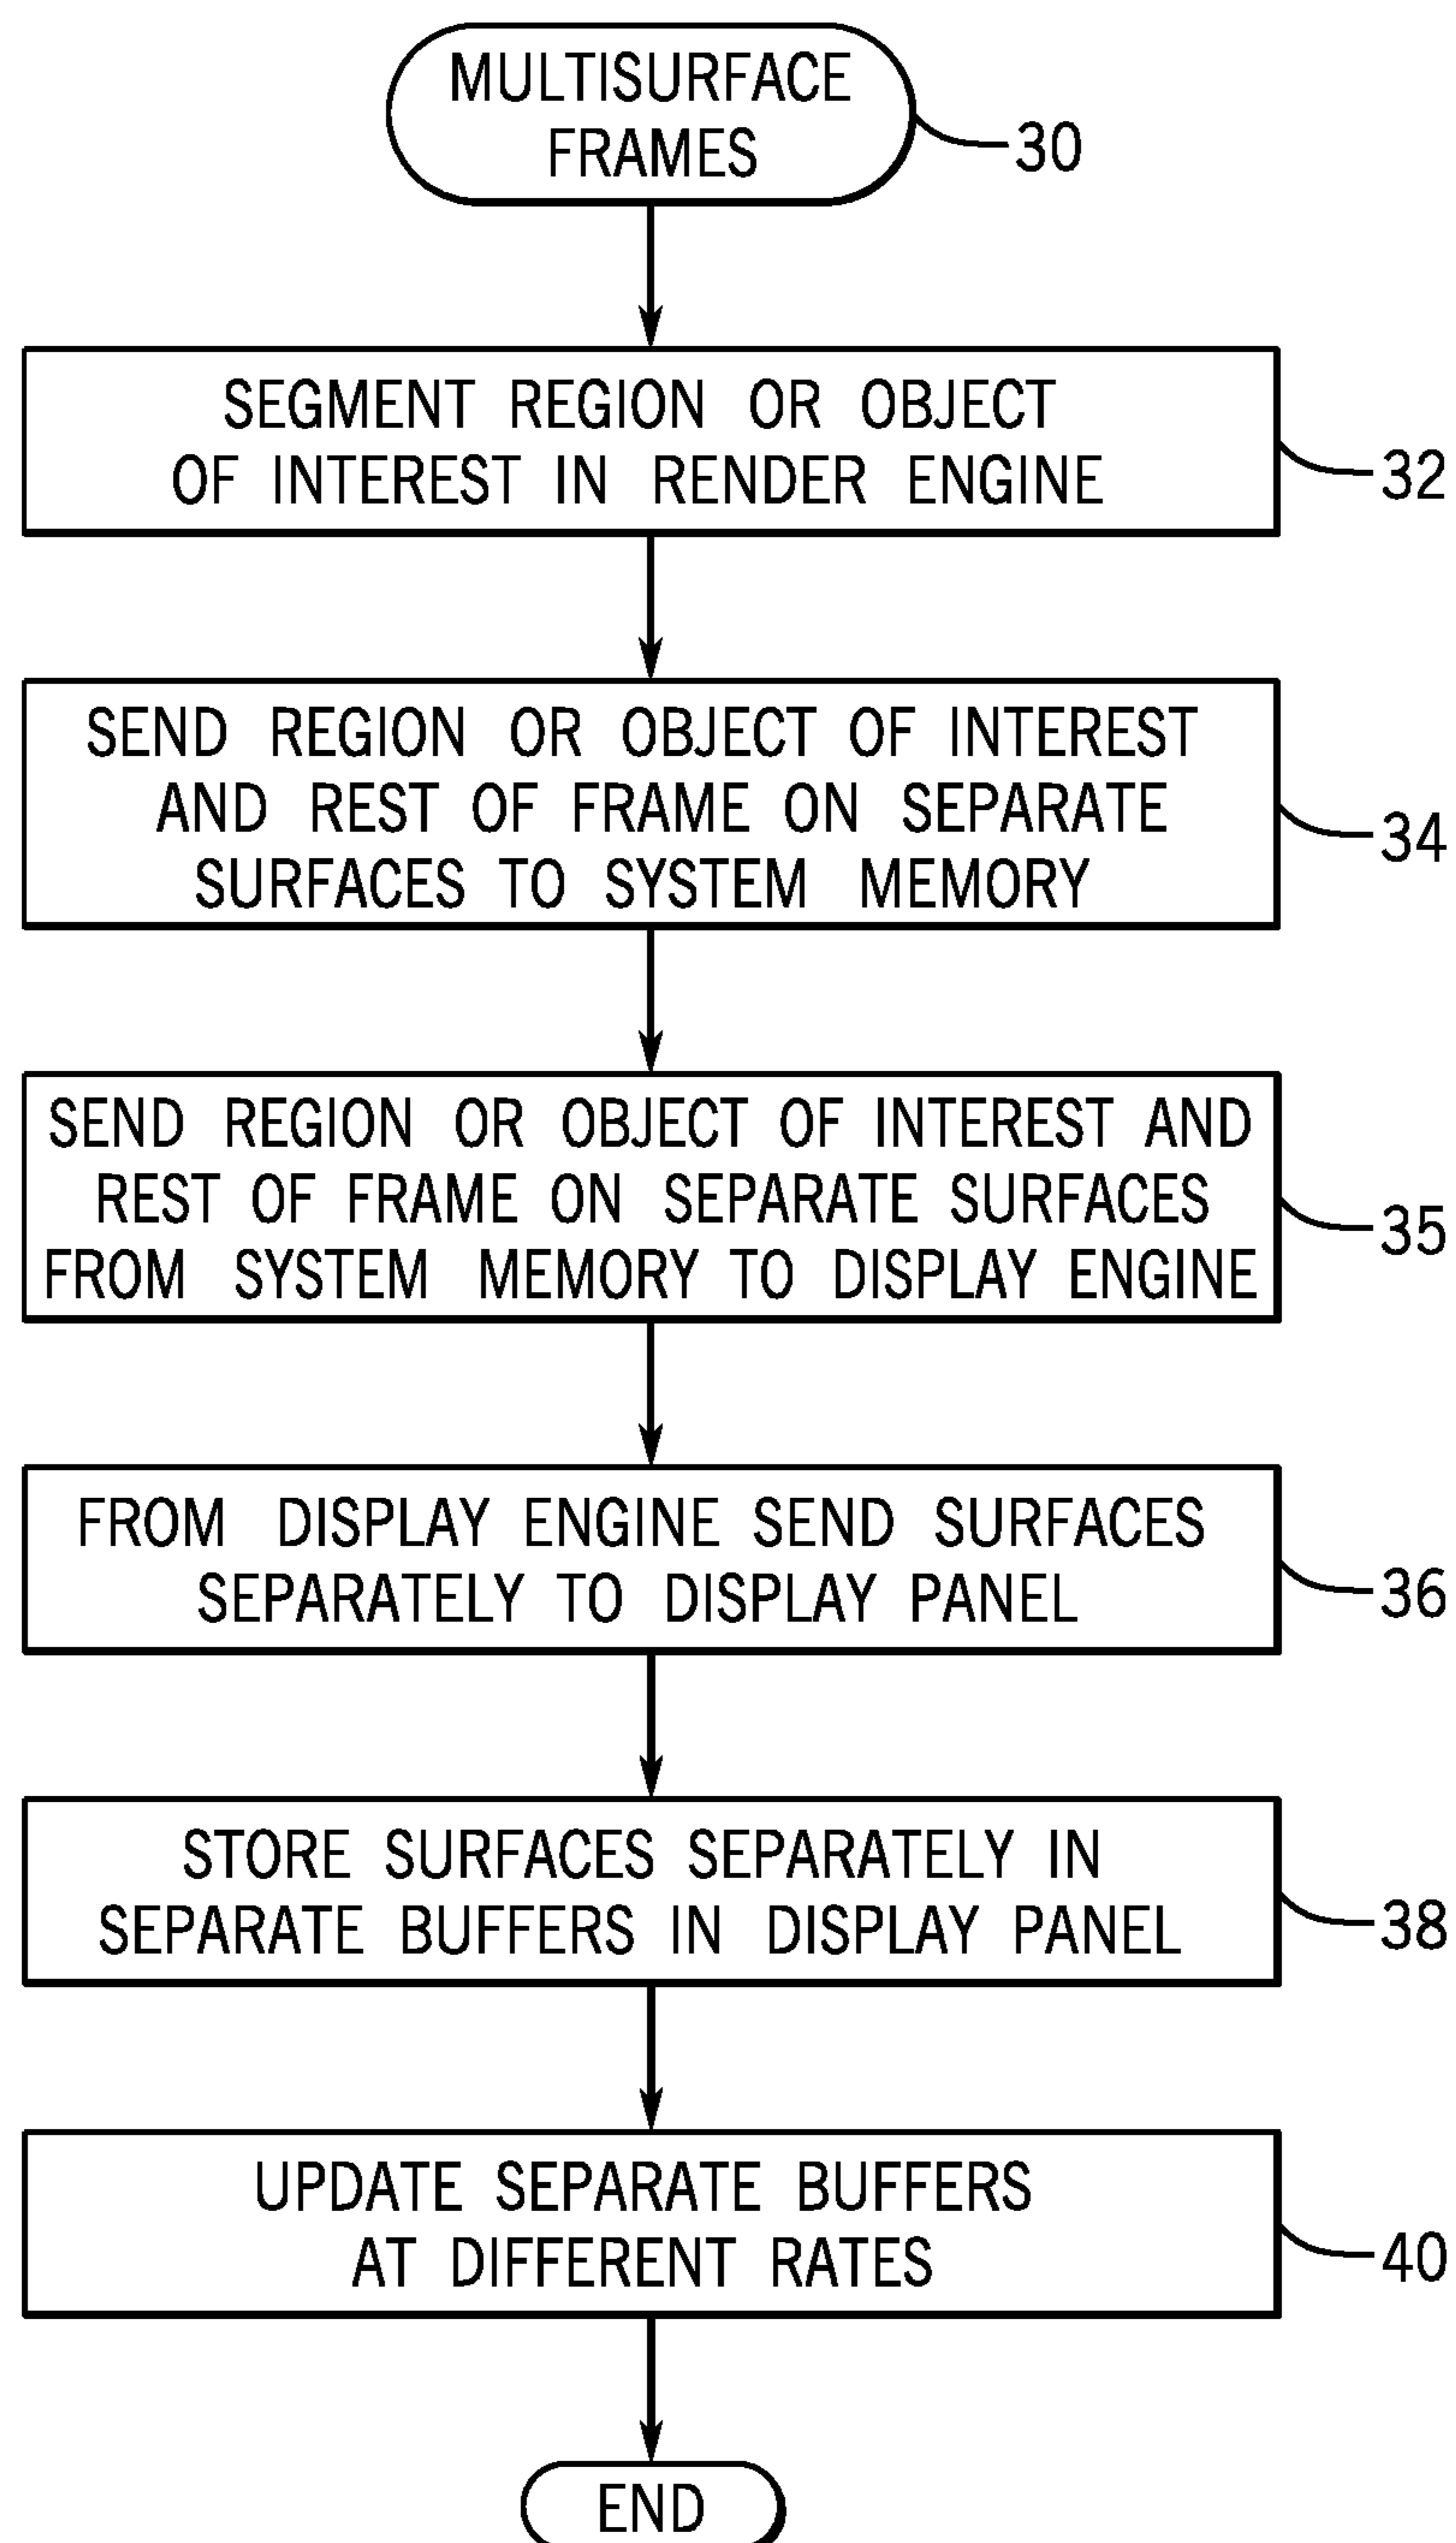 MULTISURFACE
FRAMES
30
SEGMENT REGION OR OBJECT
OF INTEREST IN RENDER ENGINE
32
SEND REGION OR OBJECT OF INTEREST
AND REST OF FRAME ON SEPARATE
SURFACES TO SYSTEM MEMORY
34
SEND REGION OR OBJECT OF INTEREST AND
REST OF FRAME ON SEPARATE SURFACES
FROM SYSTEM MEMORY TO DISPLAY ENGINE
35
FROM DISPLAY ENGINE SEND SURFACES
SEPARATELY TO DISPLAY PANEL
36
STORE SURFACES SEPARATELY IN
SEPARATE BUFFERS IN DISPLAY PANEL
38
UPDATE SEPARATE BUFFERS
AT DIFFERENT RATES
40
END